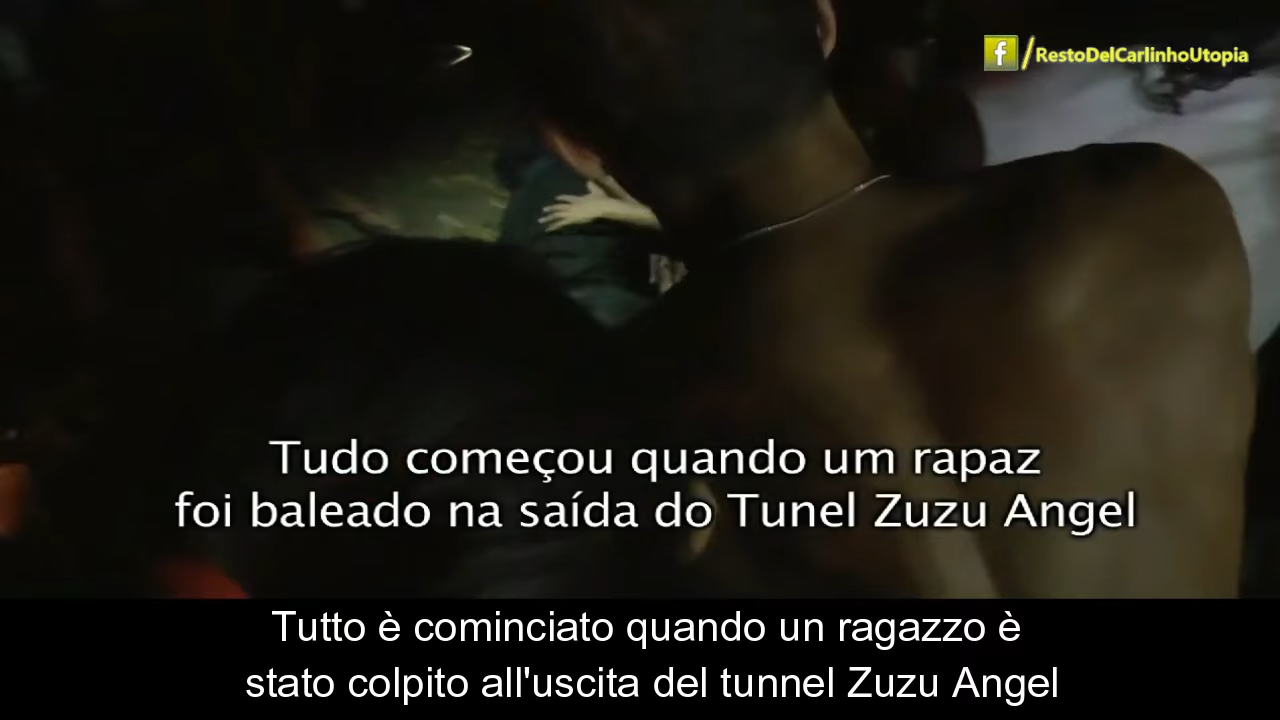 f/RestoDelCarlinhoUtopia
Tudo começou quando um rapaz
foi baleado na saída do Tunel Zuzu Angel
Tutto è cominciato quando un ragazzo è
stato colpito all'uscita del tunnel Zuzu Angel